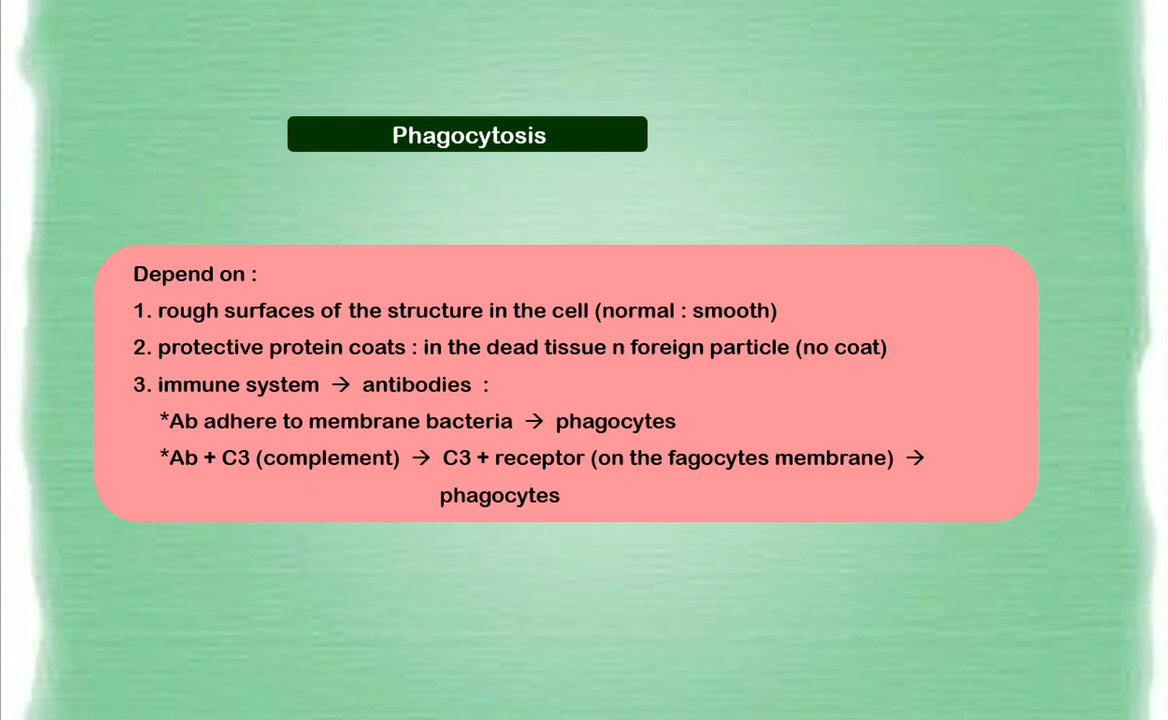 Phagocytosis
Depend on :
1. rough surfaces of the structure in the cell (normal : smooth)
2. protective protein coats : in the dead tissue n foreign particle (no coat)
3. immune system → antibodies :
*Ab adhere to membrane bacteria → phagocytes
*Ab + C3 (complement) → C3 + receptor (on the fagocytes membrane) →
phagocytes